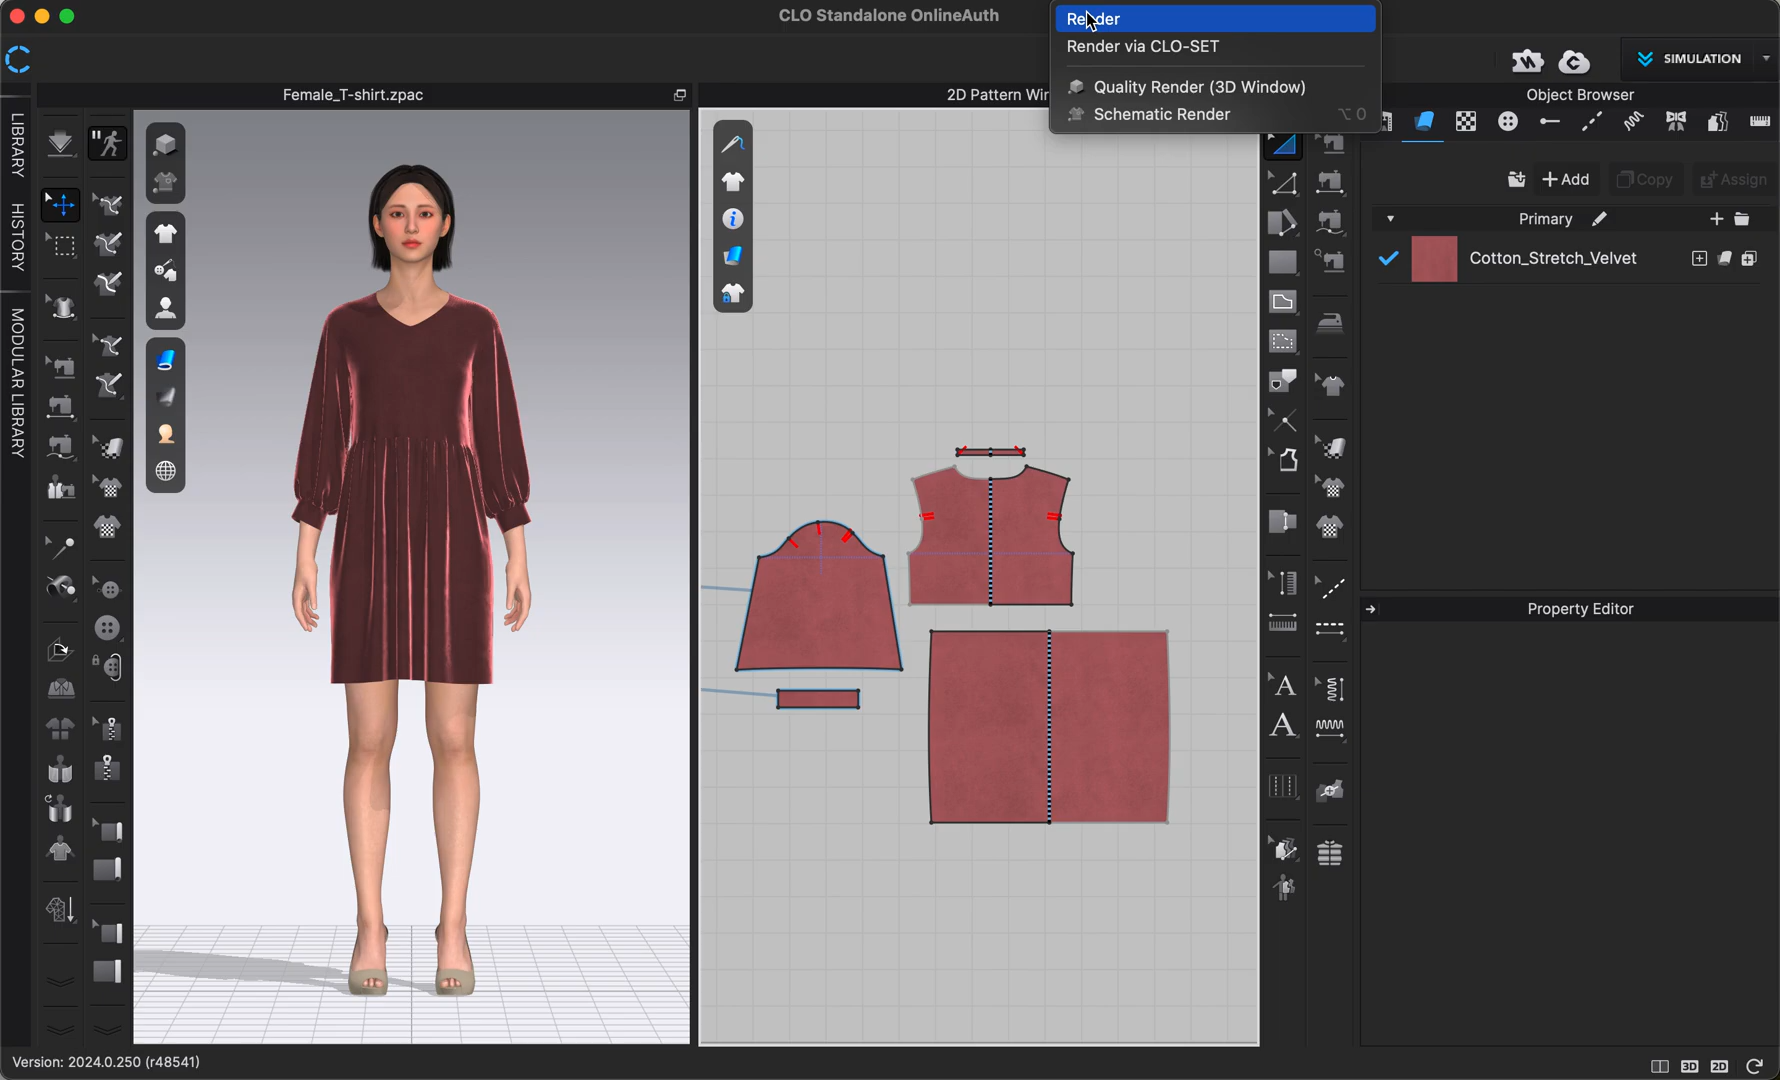 CLO Standalone OnlineAuth
Render
Render via CLO-SET
Quality Render (3D Window)
Schematic Render ⌥0
SIMULATION
Female_T-shirt.zpac
2D Pattern Wir
Object Browser
LIBRARY
HISTORY
MODULAR LIBRARY
+ Add
Copy
Assign
Primary
Cotton_Stretch_Velvet
Property Editor
A
A
Version: 2024.0.250 (r48541)
3D
2D